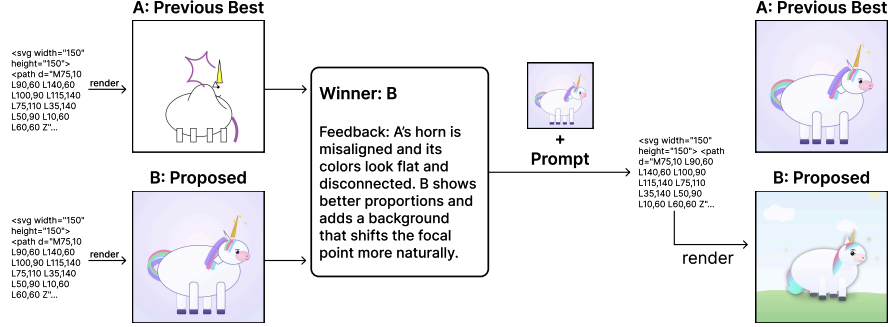 A: Previous Best
<svg width="150"
height="150">
<path d="M75,10
L90,60 L140,60
L100,90 L115,140
L75,110 L35,140
L50,90 L10,60
L60,60 Z"...
render
B: Proposed
<svg width="150"
height="150">
<path d="M75,10
L90,60 L140,60
L100,90 L115,140
L75,110 L35,140
L50,90 L10,60
L60,60 Z"...
render
Winner: B
Feedback: A's horn is
misaligned and its
colors look flat and
disconnected. B shows
better proportions and
adds a background
that shifts the focal
point more naturally.
+
Prompt
<svg width="150"
height="150"> <path
d="M75,10 L90,60
L140,60 L100,90
L115,140 L75,110
L35,140 L50,90
L10,60 L60,60 Z"...
render
A: Previous Best
B: Proposed